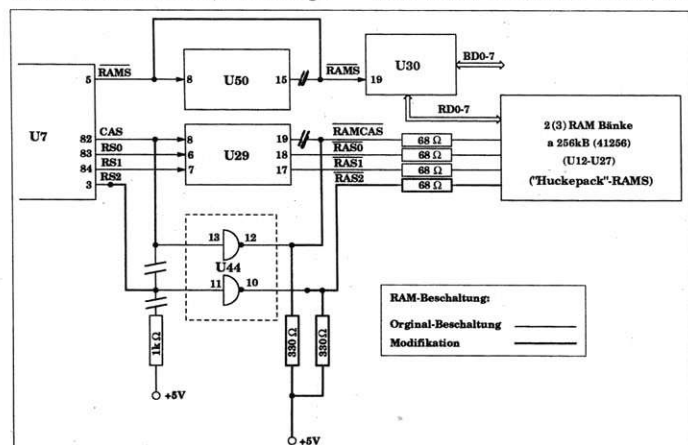 5
RAMS
8
U50
15
RAMS
19
U30
BD0-7
RD0-7
U7
82
CAS
8
U29
19
RAMCAS
68 Ω
83
RS0
6
18
RAS0
68 Ω
84
RS1
7
17
RAS1
68 Ω
3
RS2
RAS2
68 Ω
2 (3) RAM Bänke
a 256kB (41256)
(U12-U27)
("Huckepack"-RAMS)
13
12
U44
11
10
1k Ω
330 Ω
330 Ω
+5V
+5V
RAM-Beschaltung:
Orginal-Beschaltung
Modifikation